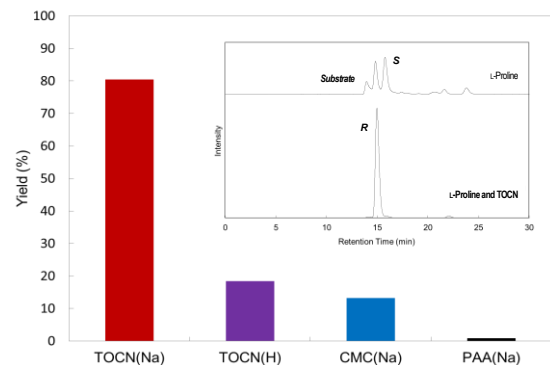 100
90
80
70
60
50
40
30
20
10
0
Yield (%)
TOCN(Na) TOCN(H) CMC(Na) PAA(Na)
Substrate S L-Proline
R
L-Proline and TOCN
Intensity
0 5 10 15 20 25 30
Retention Time (min)